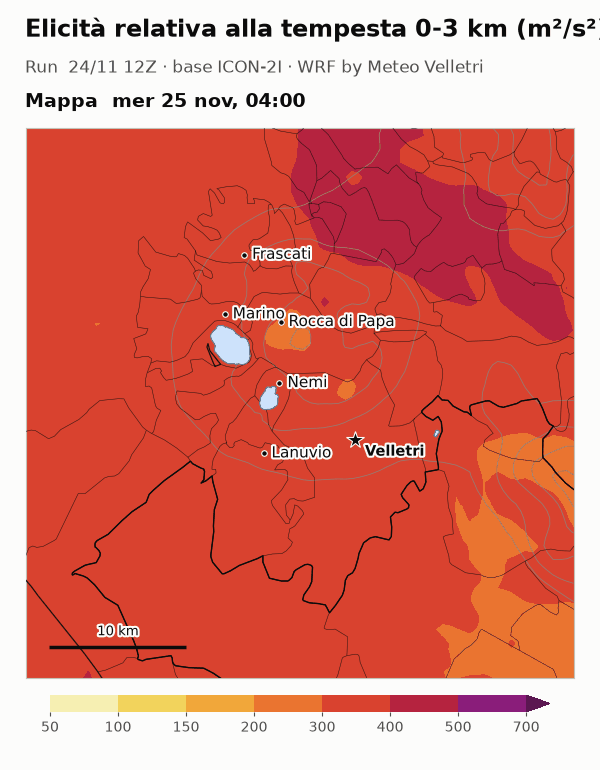 Elicità relativa alla tempesta 0-3 km (m²/s²)
Run  24/11 12Z · base ICON-2I · WRF by Meteo Velletri
Mappa  mer 25 nov, 04:00
Frascati
Marino
Rocca di Papa
Nemi
Velletri
Lanuvio
10 km
50 100 150 200 300 400 500 700